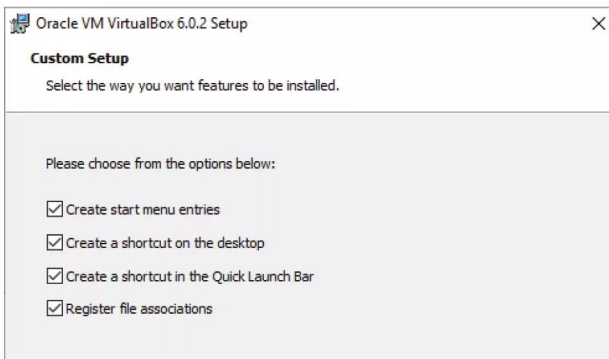 Oracle VM VirtualBox 6.0.2 Setup
Custom Setup
Select the way you want features to be installed.
Please choose from the options below:
Create start menu entries
Create a shortcut on the desktop
Create a shortcut in the Quick Launch Bar
Register file associations